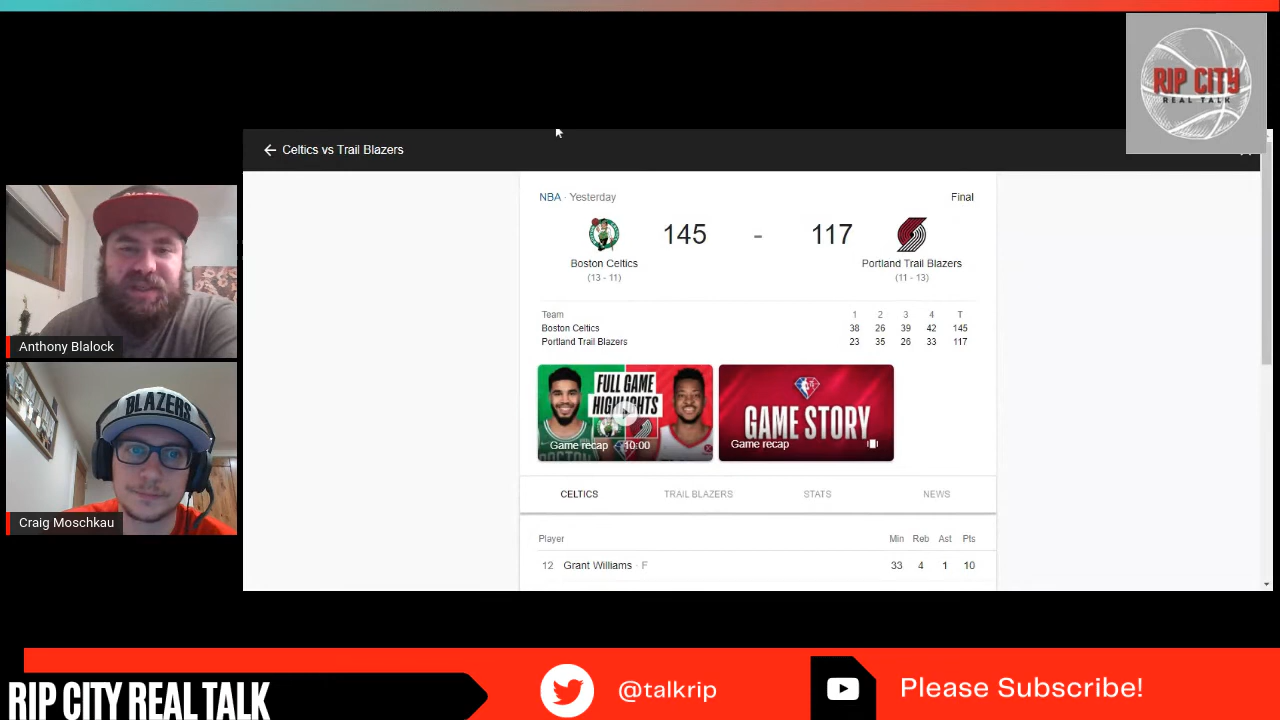 RIP CITY
REAL TALK
Celtics vs Trail Blazers
NBA · Yesterday
Final
145 - 117
Boston Celtics
(13 - 11)
Portland Trail Blazers
(11 - 13)
Team 1 2 3 4 T
Boston Celtics 38 26 39 42 145
Portland Trail Blazers 23 35 26 33 117
FULL GAME
HIGHLIGHTS
Game recap · 10:00
GAME STORY
Game recap
CELTICS TRAIL BLAZERS STATS NEWS
Player Min Reb Ast Pts
12 Grant Williams · F 33 4 1 10
Anthony Blalock
BLAZERS
Craig Moschkau
RIP CITY REAL TALK
@talkrip
Please Subscribe!